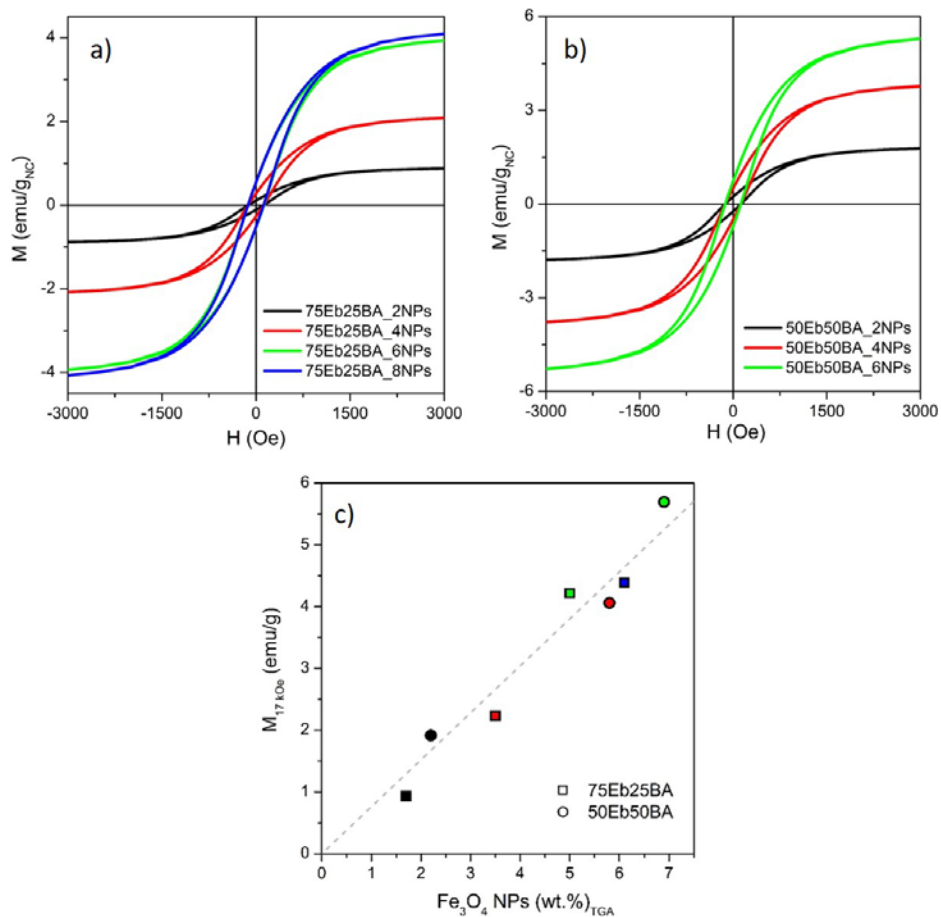 a)
M (emu/g_NC)
4
2
0
-2
-4
-3000 -1500 0 1500 3000
H (Oe)
75Eb25BA_2NPs
75Eb25BA_4NPs
75Eb25BA_6NPs
75Eb25BA_8NPs
b)
M (emu/g_NC)
6
3
0
-3
-6
-3000 -1500 0 1500 3000
H (Oe)
50Eb50BA_2NPs
50Eb50BA_4NPs
50Eb50BA_6NPs
c)
M_17 kOe (emu/g)
6
5
4
3
2
1
0
0 1 2 3 4 5 6 7
75Eb25BA
50Eb50BA
Fe₃O₄ NPs (wt.%)_TGA